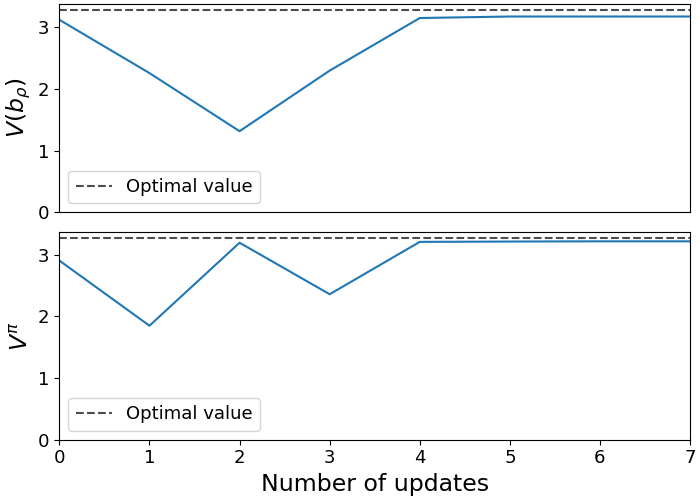 3
2
1
0
V(b_ρ)
Optimal value
3
2
1
0
V^π
Optimal value
0 1 2 3 4 5 6 7
Number of updates